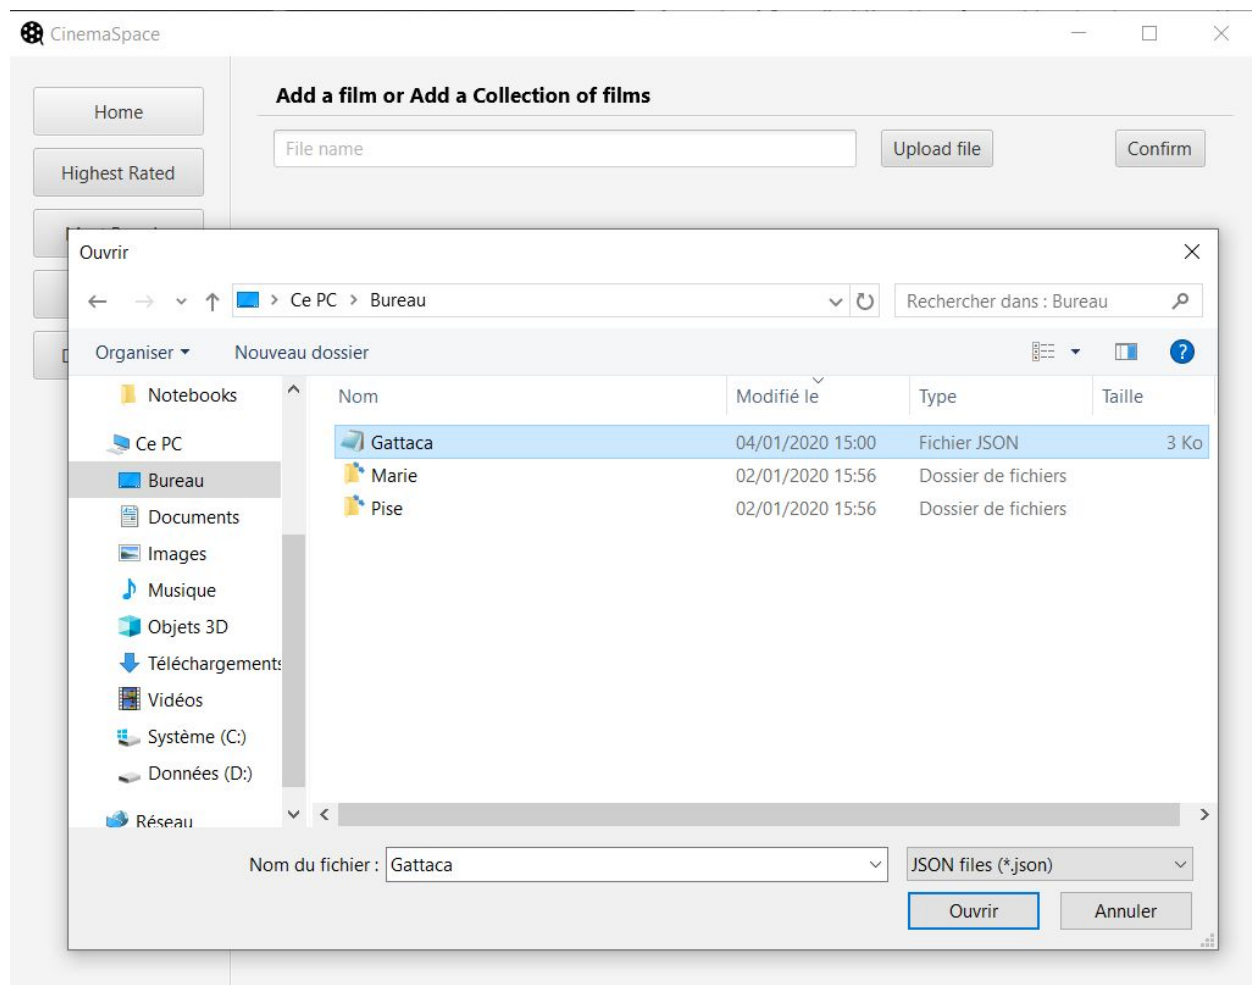 CinemaSpace
Home
Highest Rated
Add a film or Add a Collection of films
File name
Upload file
Confirm
Ouvrir
Ce PC > Bureau
Rechercher dans : Bureau
Organiser
Nouveau dossier
?
Notebooks
Ce PC
Bureau
Documents
Images
Musique
Objets 3D
Téléchargements
Vidéos
Système (C:)
Données (D:)
Réseau
Nom Modifié le Type Taille
Gattaca 04/01/2020 15:00 Fichier JSON 3 Ko
Marie 02/01/2020 15:56 Dossier de fichiers
Pise 02/01/2020 15:56 Dossier de fichiers
Nom du fichier : Gattaca
JSON files (*.json)
Ouvrir
Annuler